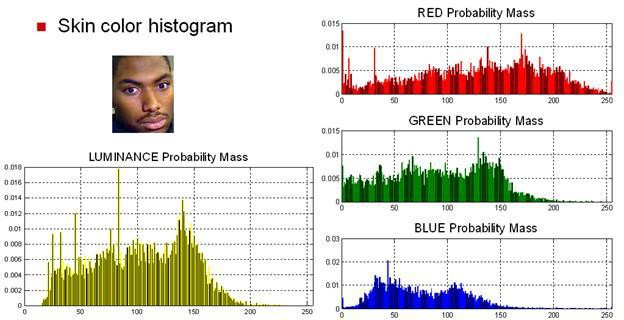 Skin color histogram
LUMINANCE Probability Mass
0.018
0.016
0.014
0.012
0.01
0.008
0.006
0.004
0.002
0
0 50 100 150 200 250
RED Probability Mass
0.015
0.01
0.005
0
0 50 100 150 200 250
GREEN Probability Mass
0.015
0.01
0.005
0
0 50 100 150 200 250
BLUE Probability Mass
0.03
0.02
0.01
0
0 50 100 150 200 250